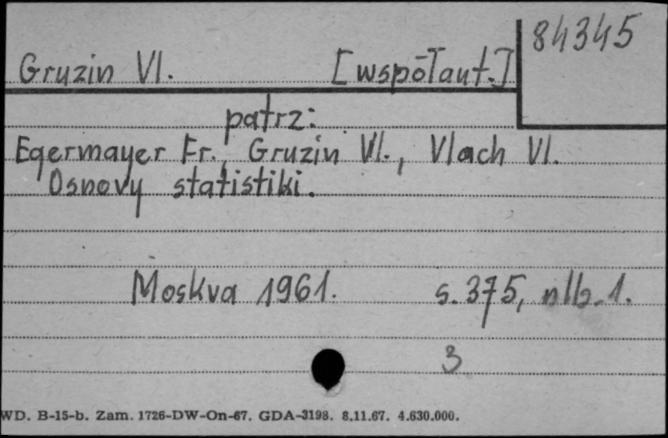 84345
Gruzin Vl. [współaut.]
patrz:
Egermayer Fr., Gruzin Vl., Vlach Vl.
Osnovy statistiki.
Moskva 1961. s. 375, nlb. 1.
3
WD. B-15-b. Zam. 1726-DW-On-67. GDA-3198. 8.11.67. 4.630.000.